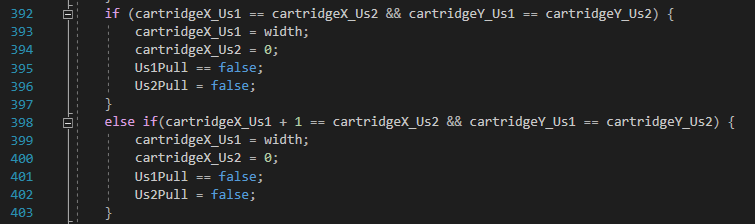 392 if (cartridgeX_Us1 == cartridgeX_Us2 && cartridgeY_Us1 == cartridgeY_Us2) {
393 cartridgeX_Us1 = width;
394 cartridgeX_Us2 = 0;
395 Us1Pull == false;
396 Us2Pull = false;
397 }
398 else if(cartridgeX_Us1 + 1 == cartridgeX_Us2 && cartridgeY_Us1 == cartridgeY_Us2) {
399 cartridgeX_Us1 = width;
400 cartridgeX_Us2 = 0;
401 Us1Pull == false;
402 Us2Pull = false;
403 }